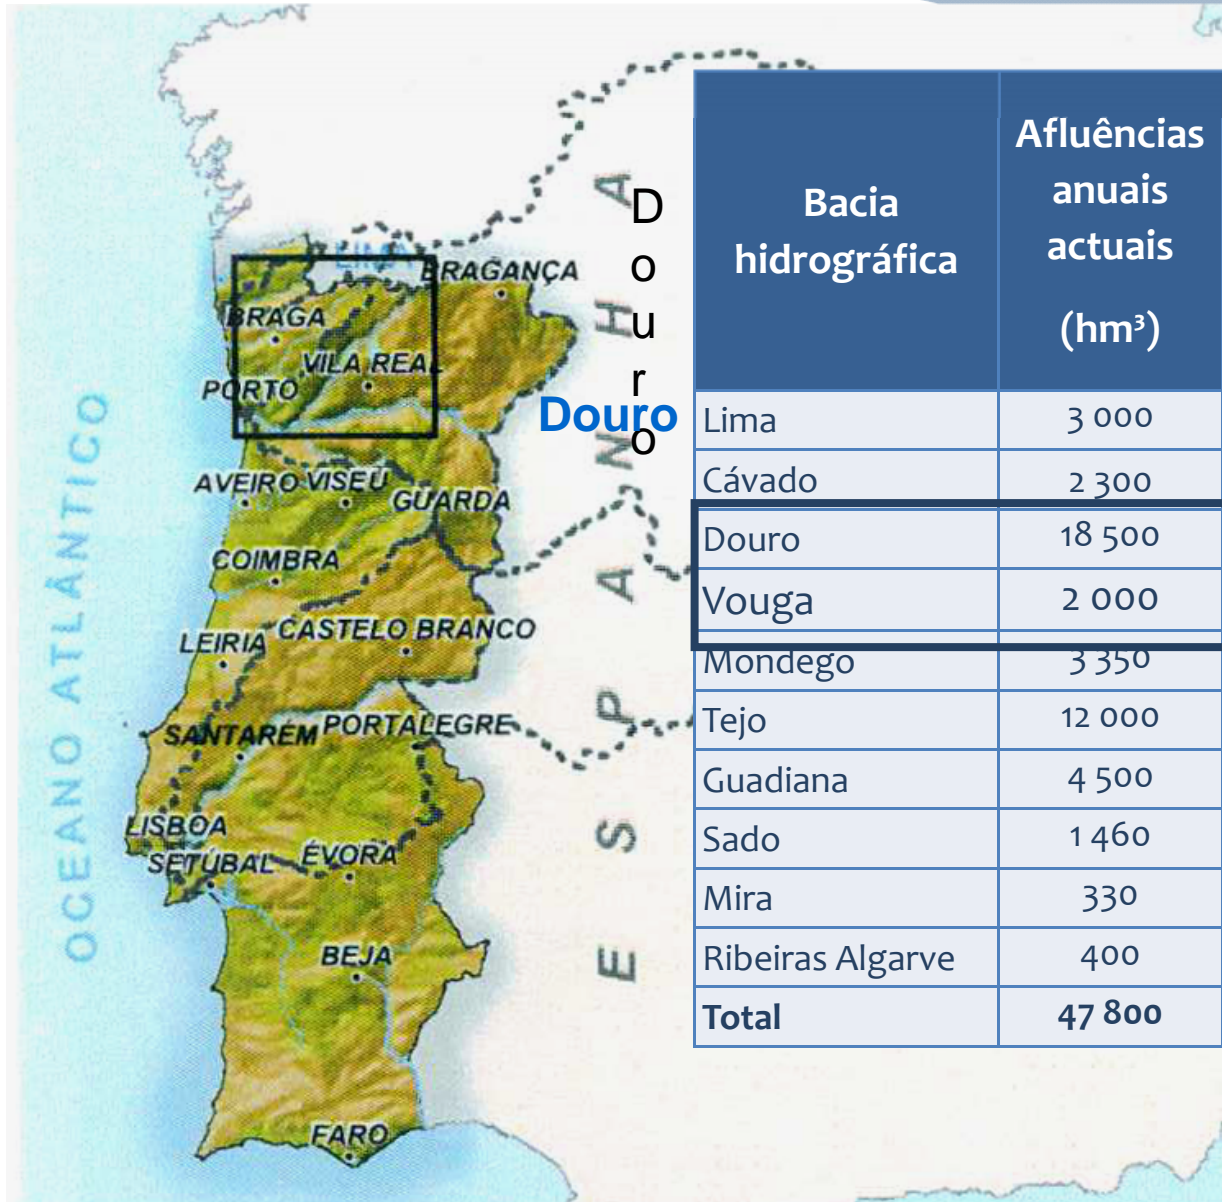 OCEANO ATLÂNTICO
ESPANHA
LIMA
BRAGANÇA
BRAGA
VILA REAL
PORTO
Douro
Douro
AVEIRO
VISEU
GUARDA
COIMBRA
LEIRIA
CASTELO BRANCO
SANTARÉM
PORTALEGRE
LISBOA
SETÚBAL
ÉVORA
BEJA
FARO
Bacia hidrográfica
Afluências anuais actuais (hm³)
Lima 3 000
Cávado 2 300
Douro 18 500
Vouga 2 000
Mondego 3 350
Tejo 12 000
Guadiana 4 500
Sado 1 460
Mira 330
Ribeiras Algarve 400
Total 47 800